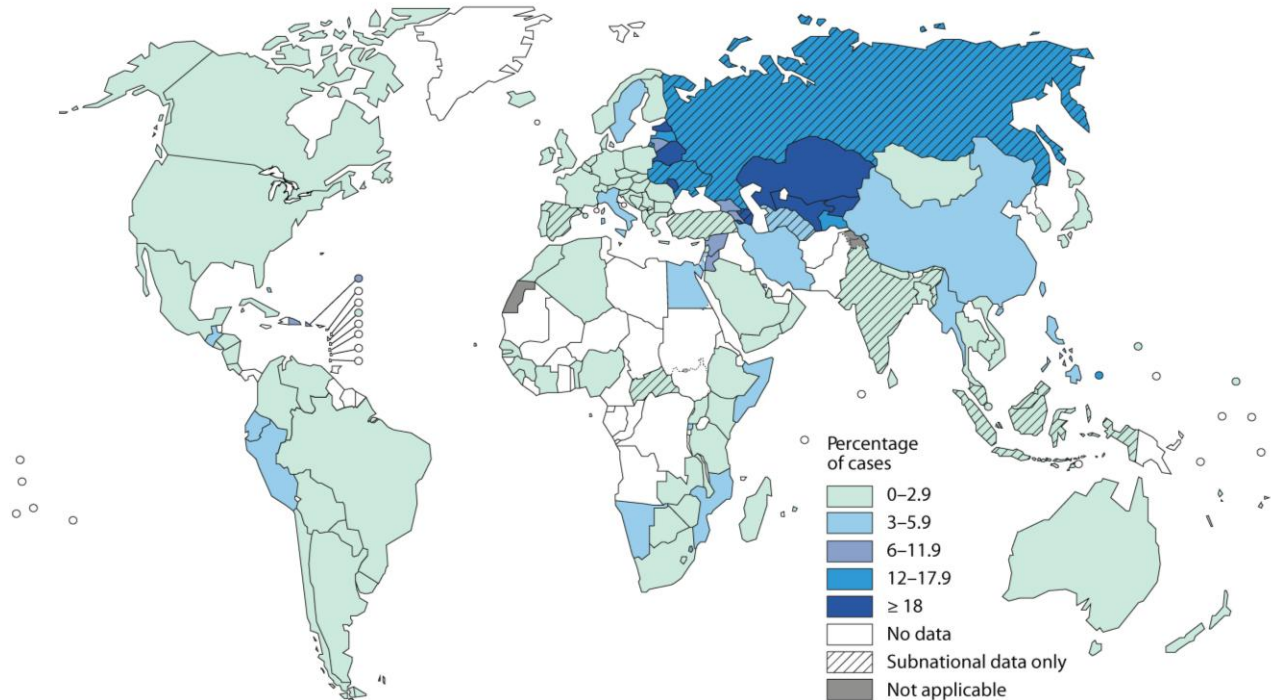 Percentage
of cases
0–2.9
3–5.9
6–11.9
12–17.9
≥ 18
No data
Subnational data only
Not applicable